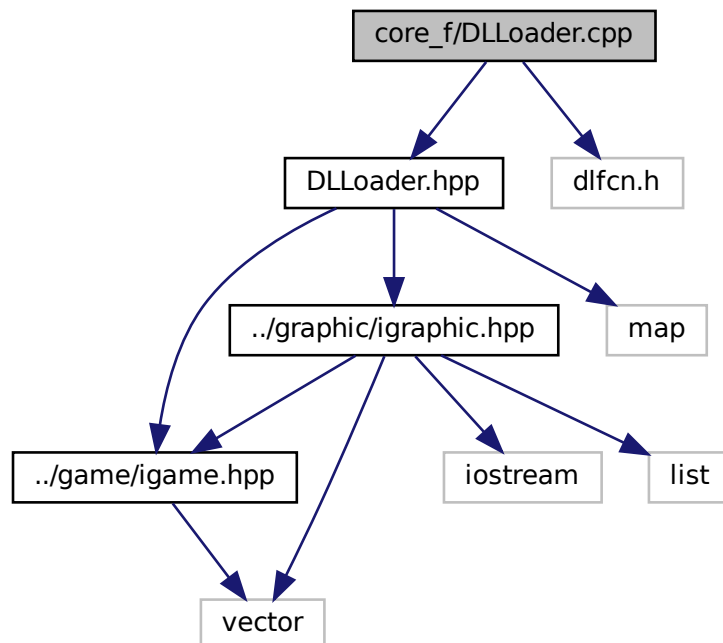 core_f/DLLoader.cpp
DLLoader.hpp
dlfcn.h
../graphic/igraphic.hpp
map
../game/igame.hpp
iostream
list
vector